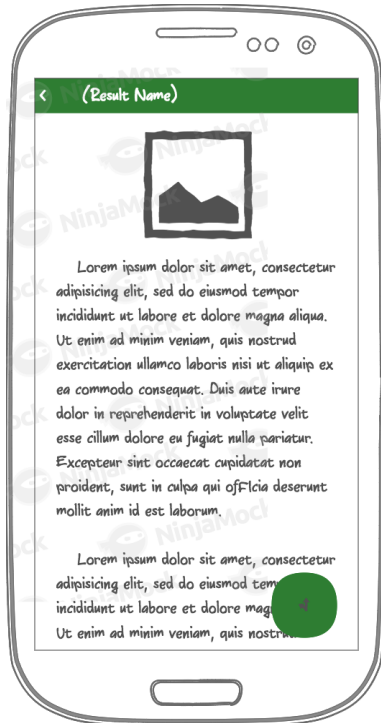 < (Result Name)
NinjaMock
Lorem ipsum dolor sit amet, consectetur
adipisicing elit, sed do eiusmod tempor
incididunt ut labore et dolore magna aliqua.
Ut enim ad minim veniam, quis nostrud
exercitation ullamco laboris nisi ut aliquip ex
ea commodo consequat. Duis aute irure
dolor in reprehenderit in voluptate velit
esse cillum dolore eu fugiat nulla pariatur.
Excepteur sint occaecat cupidatat non
proident, sunt in culpa qui officia deserunt
mollit anim id est laborum.
Lorem ipsum dolor sit amet, consectetur
adipisicing elit, sed do eiusmod
incididunt ut labore et dolore
Ut enim ad minim veniam, quis